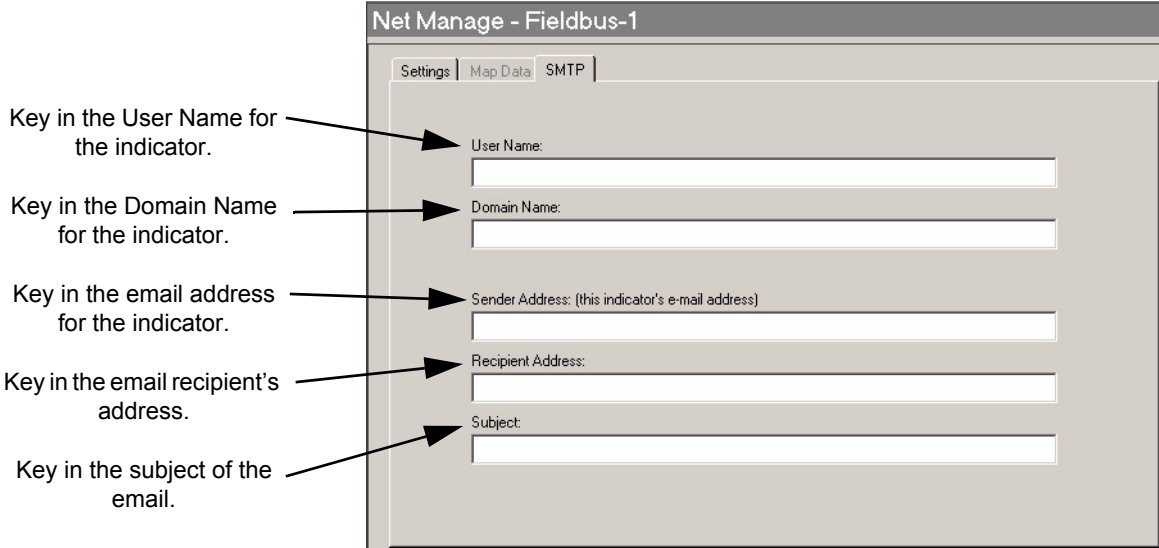 Net Manage - Fieldbus-1
Settings
Map Data
SMTP
Key in the User Name for
the indicator.
User Name:
Key in the Domain Name
for the indicator.
Domain Name:
Key in the email address
for the indicator.
Sender Address: (this indicator's e-mail address)
Key in the email recipient's
address.
Recipient Address:
Key in the subject of the
email.
Subject: